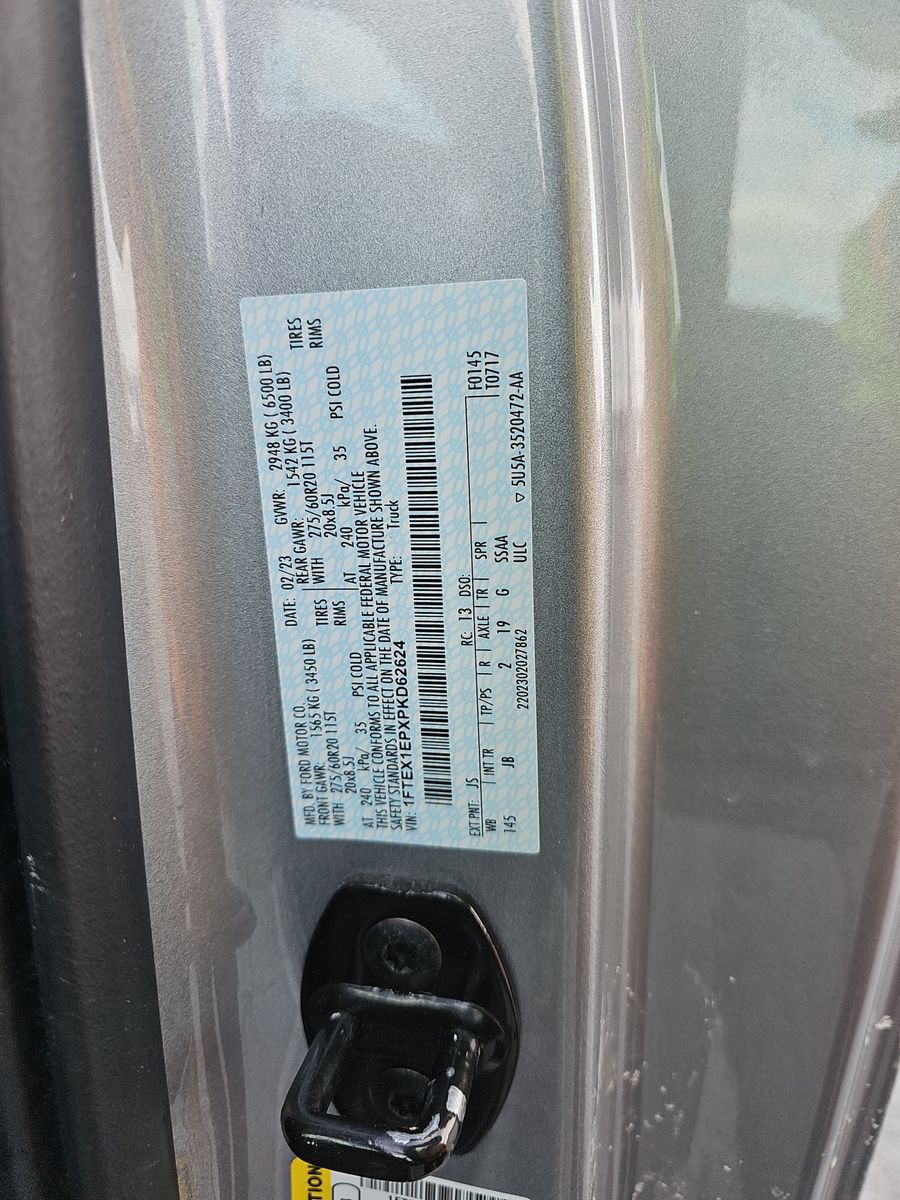 MFD. BY FORD MOTOR CO.
DATE: 02/23 GVWR: 2948 KG ( 6500 LB)
FRONT GAWR: 1565 KG ( 3450 LB) REAR GAWR: 1542 KG ( 3400 LB)
WITH 275/60R20 115T TIRES WITH 275/60R20 115T TIRES
20x8.5J RIMS 20x8.5J RIMS
AT 240 kPa/ 35 PSI COLD AT 240 kPa/ 35 PSI COLD
THIS VEHICLE CONFORMS TO ALL APPLICABLE FEDERAL MOTOR VEHICLE
SAFETY STANDARDS IN EFFECT ON THE DATE OF MANUFACTURE SHOWN ABOVE.
VIN: 1FTEX1EPXPKD62624 TYPE: Truck
EXT PNT: JS RC: 13 DSO: F0145
WB INT TR TP/PS R AXLE TR SPR T0717
145 JB 2 19 G SSAA
2202302027862 ULC ▽ 5U5A-3520472-AA
TION